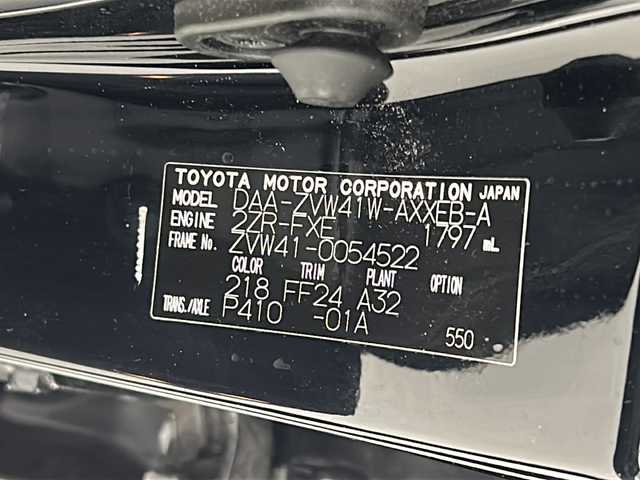 TOYOTA MOTOR CORPORATION JAPAN
MODEL DAA-ZVW41W-AXXEB-A
ENGINE 2ZR-FXE 1797 mL
FRAME No. ZVW41-0054522
COLOR TRIM PLANT OPTION
218 FF24 A32
TRANS./AXLE P410 -01A
550